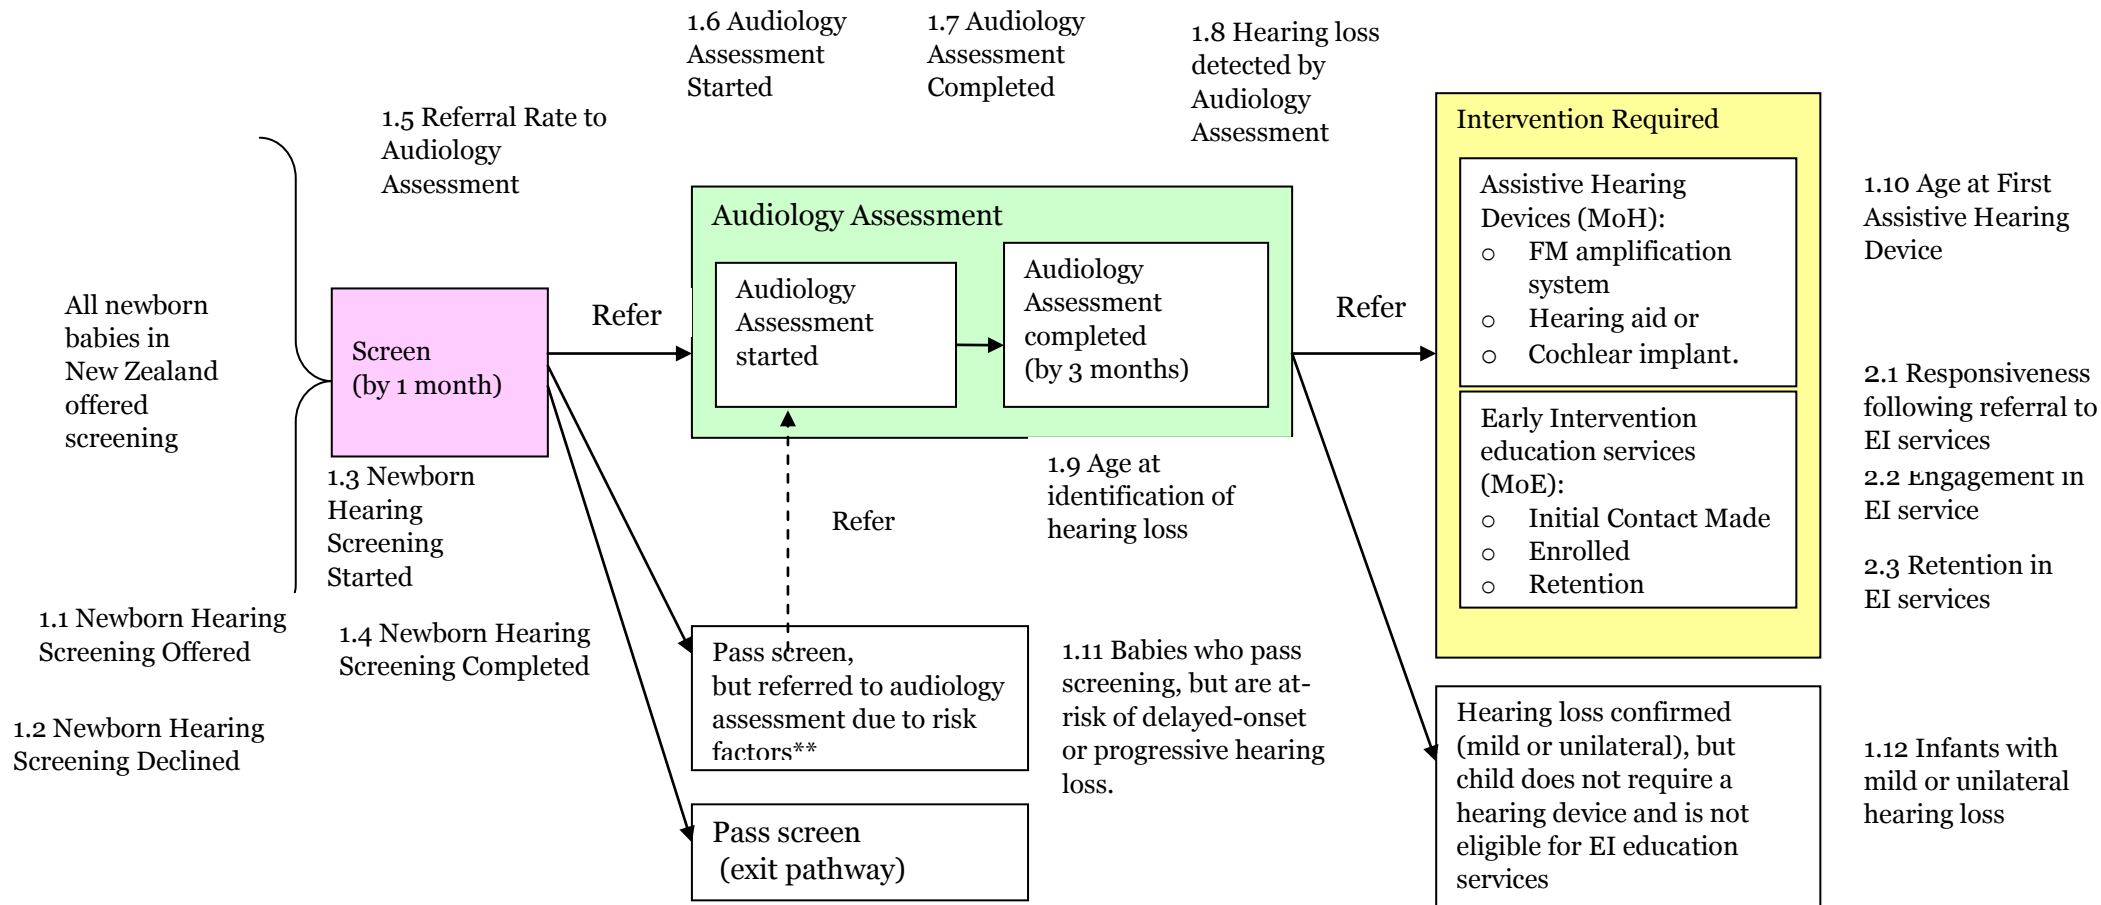 1.6 Audiology
Assessment
Started
1.7 Audiology
Assessment
Completed
1.8 Hearing loss
detected by
Audiology
Assessment
1.5 Referral Rate to
Audiology
Assessment
All newborn
babies in
New Zealand
offered
screening
1.1 Newborn Hearing
Screening Offered
1.2 Newborn Hearing
Screening Declined
Screen
(by 1 month)
1.3 Newborn
Hearing
Screening
Started
1.4 Newborn Hearing
Screening Completed
Refer
Audiology Assessment
Audiology
Assessment
started
Audiology
Assessment
completed
(by 3 months)
Refer
1.9 Age at
identification of
hearing loss
Pass screen,
but referred to audiology
assessment due to risk
factors**
1.11 Babies who pass
screening, but are at-
risk of delayed-onset
or progressive hearing
loss.
Pass screen
(exit pathway)
Refer
Intervention Required
Assistive Hearing
Devices (MoH):
o FM amplification
system
o Hearing aid or
o Cochlear implant.
Early Intervention
education services
(MoE):
o Initial Contact Made
o Enrolled
o Retention
Hearing loss confirmed
(mild or unilateral), but
child does not require a
hearing device and is not
eligible for EI education
services
1.10 Age at First
Assistive Hearing
Device
2.1 Responsiveness
following referral to
EI services
2.2 Engagement in
EI service
2.3 Retention in
EI services
1.12 Infants with
mild or unilateral
hearing loss